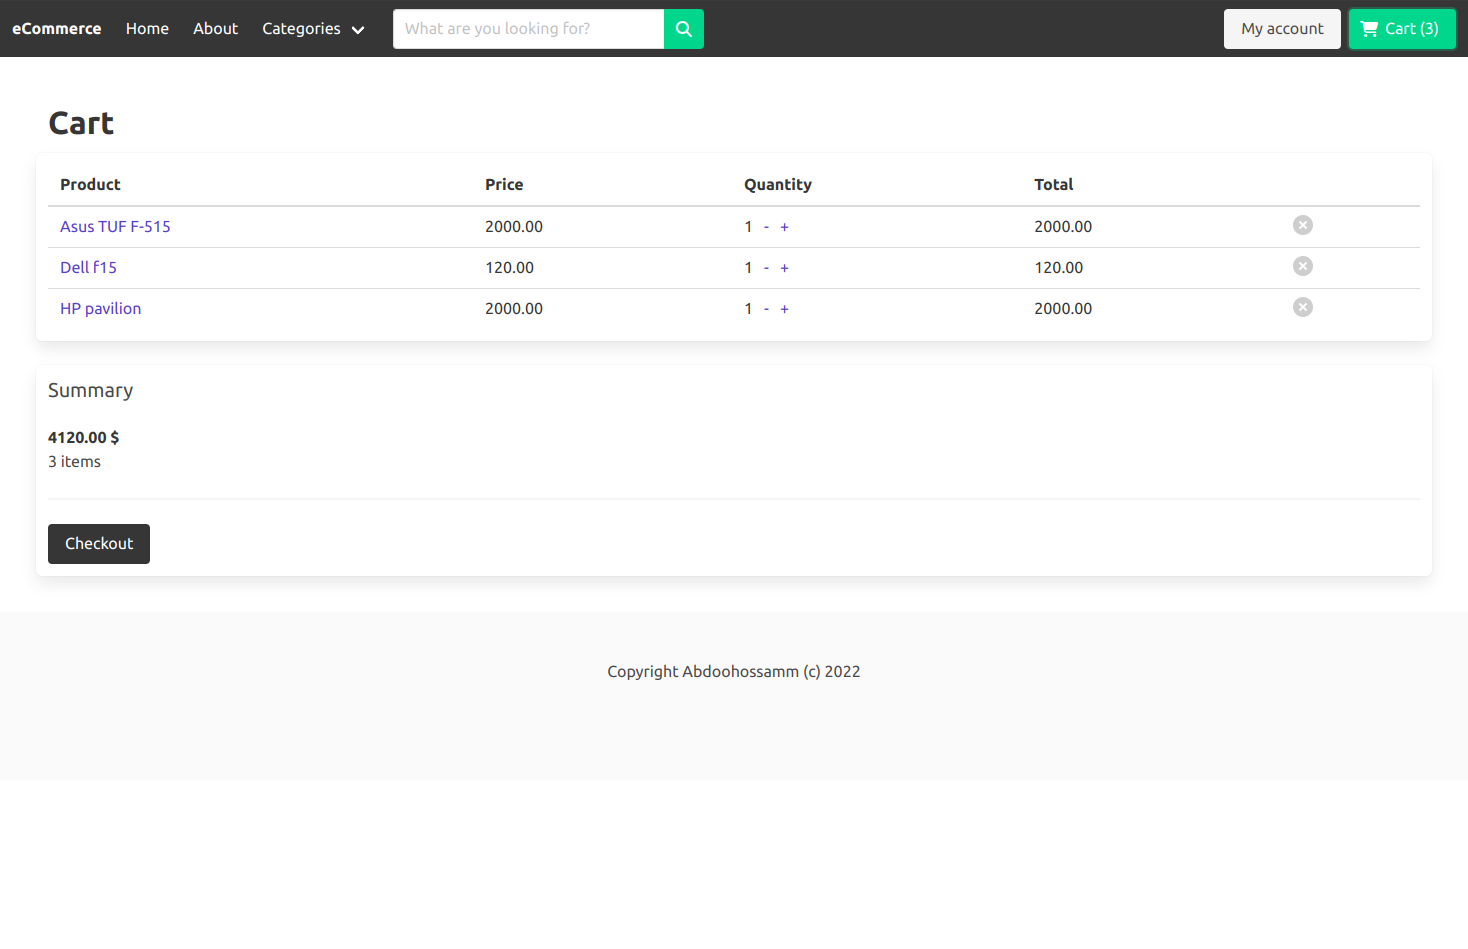 eCommerce Home About Categories What are you looking for? My account Cart (3)
Cart
Product Price Quantity Total
Asus TUF F-515 2000.00 1 - + 2000.00
Dell f15 120.00 1 - + 120.00
HP pavilion 2000.00 1 - + 2000.00
Summary
4120.00 $
3 items
Checkout
Copyright Abdoohossamm (c) 2022